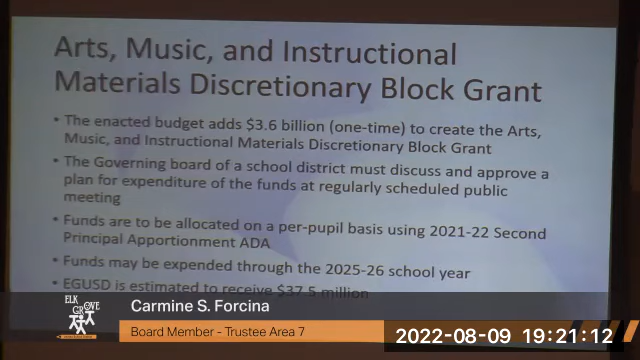 Arts, Music, and Instructional
Materials Discretionary Block Grant
• The enacted budget adds $3.6 billion (one-time) to create the Arts,
Music, and Instructional Materials Discretionary Block Grant
• The Governing board of a school district must discuss and approve a
plan for expenditure of the funds at regularly scheduled public
meeting
• Funds are to be allocated on a per-pupil basis using 2021-22 Second
Principal Apportionment ADA
• Funds may be expended through the 2025-26 school year
• EGUSD is estimated to receive $37.5 million
ELK
GROVE
Carmine S. Forcina
Board Member - Trustee Area 7
2022-08-09 19:21:12